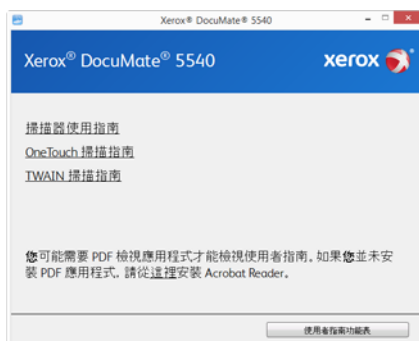 Xerox® DocuMate® 5540
Xerox® DocuMate® 5540
xerox
掃描器使用指南
OneTouch 掃描指南
TWAIN 掃描指南
您可能需要 PDF 檢視應用程式才能檢視使用者指南。如果您並未安
裝 PDF 應用程式，請從這裡安裝 Acrobat Reader。
使用者指南功能表